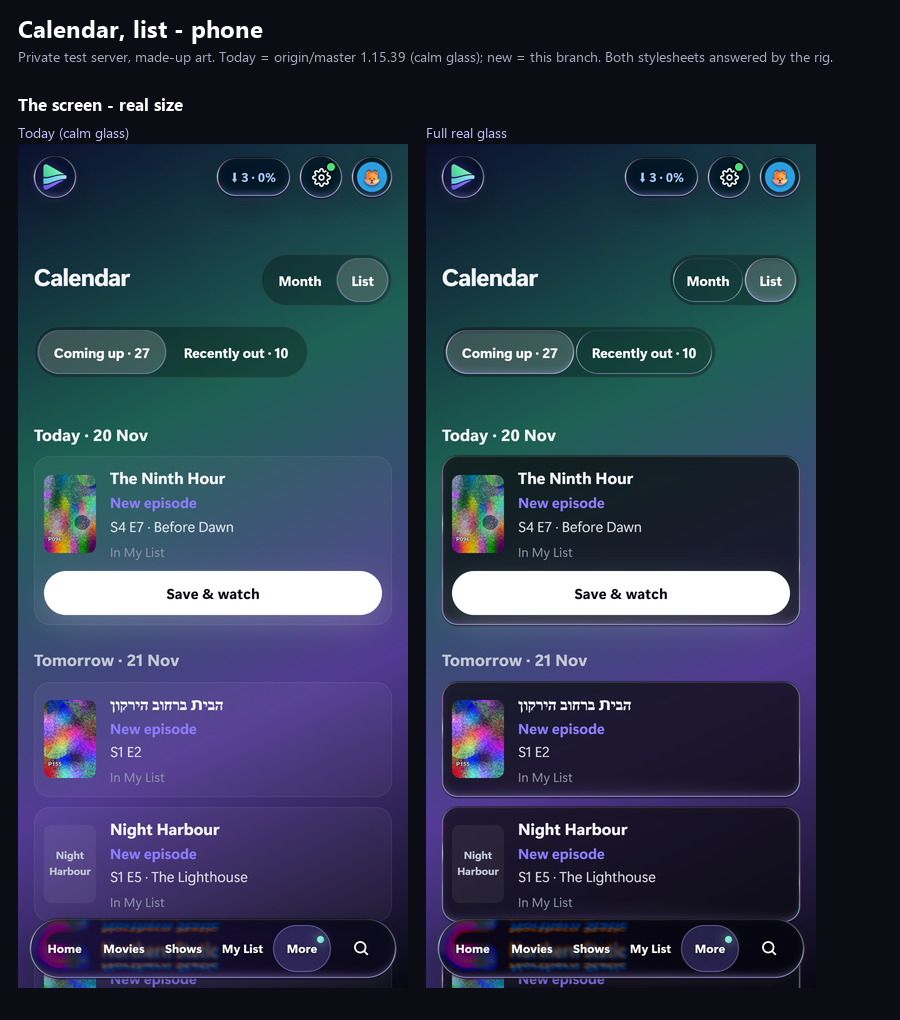 Calendar, list - phone
Private test server, made-up art. Today = origin/master 1.15.39 (calm glass); new = this branch. Both stylesheets answered by the rig.
The screen - real size
Today (calm glass)
3 · 0%
Calendar
Month
List
Coming up · 27
Recently out · 10
Today · 20 Nov
The Ninth Hour
New episode
S4 E7 · Before Dawn
In My List
Save & watch
Tomorrow · 21 Nov
הבית ברחוב הירקון
P155
New episode
S1 E2
In My List
Night Harbour
Night Harbour
New episode
S1 E5 · The Lighthouse
In My List
Home
Movies
Shows
My List
More
New episode
Full real glass
3 · 0%
Calendar
Month
List
Coming up · 27
Recently out · 10
Today · 20 Nov
The Ninth Hour
New episode
S4 E7 · Before Dawn
In My List
Save & watch
Tomorrow · 21 Nov
הבית ברחוב הירקון
P155
New episode
S1 E2
In My List
Night Harbour
Night Harbour
New episode
S1 E5 · The Lighthouse
In My List
Home
Movies
Shows
My List
More
New episode